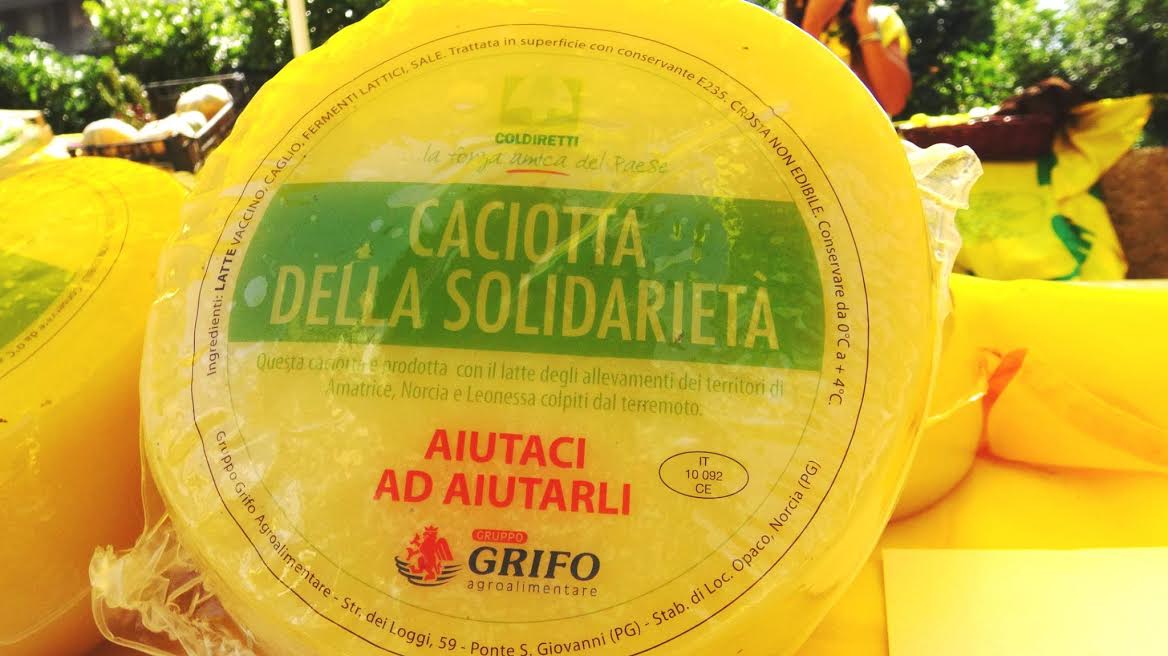 Ingredienti: LATTE VACCINO, CAGLIO, FERMENTI LATTICI, SALE. Trattata in superficie con conservante E235. CROSTA NON EDIBILE. Conservare da 0°C a + 4°C.
COLDIRETTI
la forza amica del Paese
CACIOTTA
DELLA SOLIDARIETÀ
Questa caciotta è prodotta con il latte degli allevamenti dei territori di
Amatrice, Norcia e Leonessa colpiti dal terremoto.
AIUTACI
AD AIUTARLI
IT
10 092
CE
GRUPPO
GRIFO
agroalimentare
Gruppo Grifo Agroalimentare - Str. dei Loggi, 59 - Ponte S. Giovanni (PG) - Stab. di Loc. Opaco, Norcia (PG)